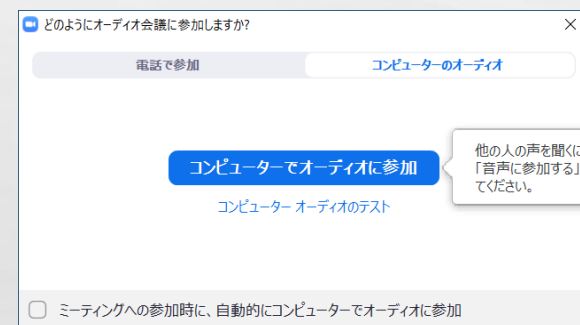 どのようにオーディオ会議に参加しますか?
電話で参加
コンピューターのオーディオ
コンピューターでオーディオに参加
他の人の声を聞くに
「音声に参加する」
てください。
コンピューター オーディオのテスト
ミーティングへの参加時に、自動的にコンピューターでオーディオに参加